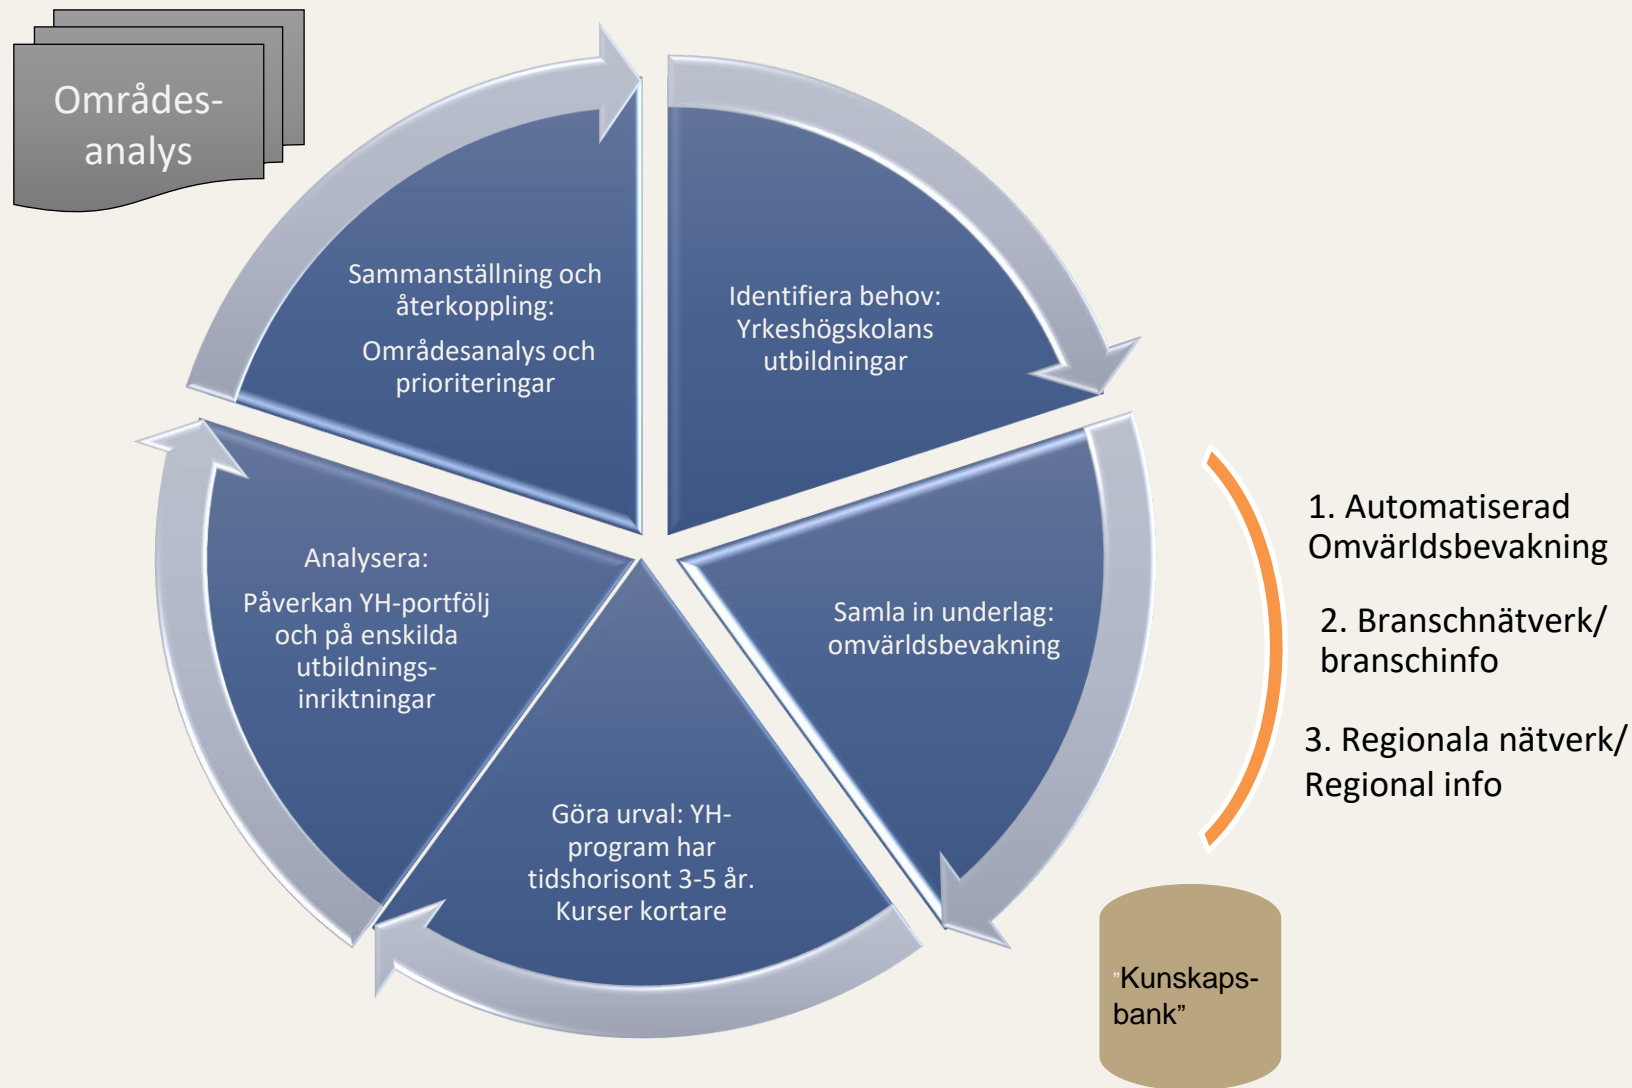 Områdes-
analys
Sammanställning och
återkoppling:
Områdesanalys och
prioriteringar
Identifiera behov:
Yrkeshögskolans
utbildningar
Analysera:
Påverkan YH-portfölj
och på enskilda
utbildnings-
inriktningar
Samla in underlag:
omvärldsbevakning
Göra urval: YH-
program har
tidshorisont 3-5 år.
Kurser kortare
1. Automatiserad
Omvärldsbevakning
2. Branschnätverk/
branschinfo
3. Regionala nätverk/
Regional info
”Kunskaps-
bank”